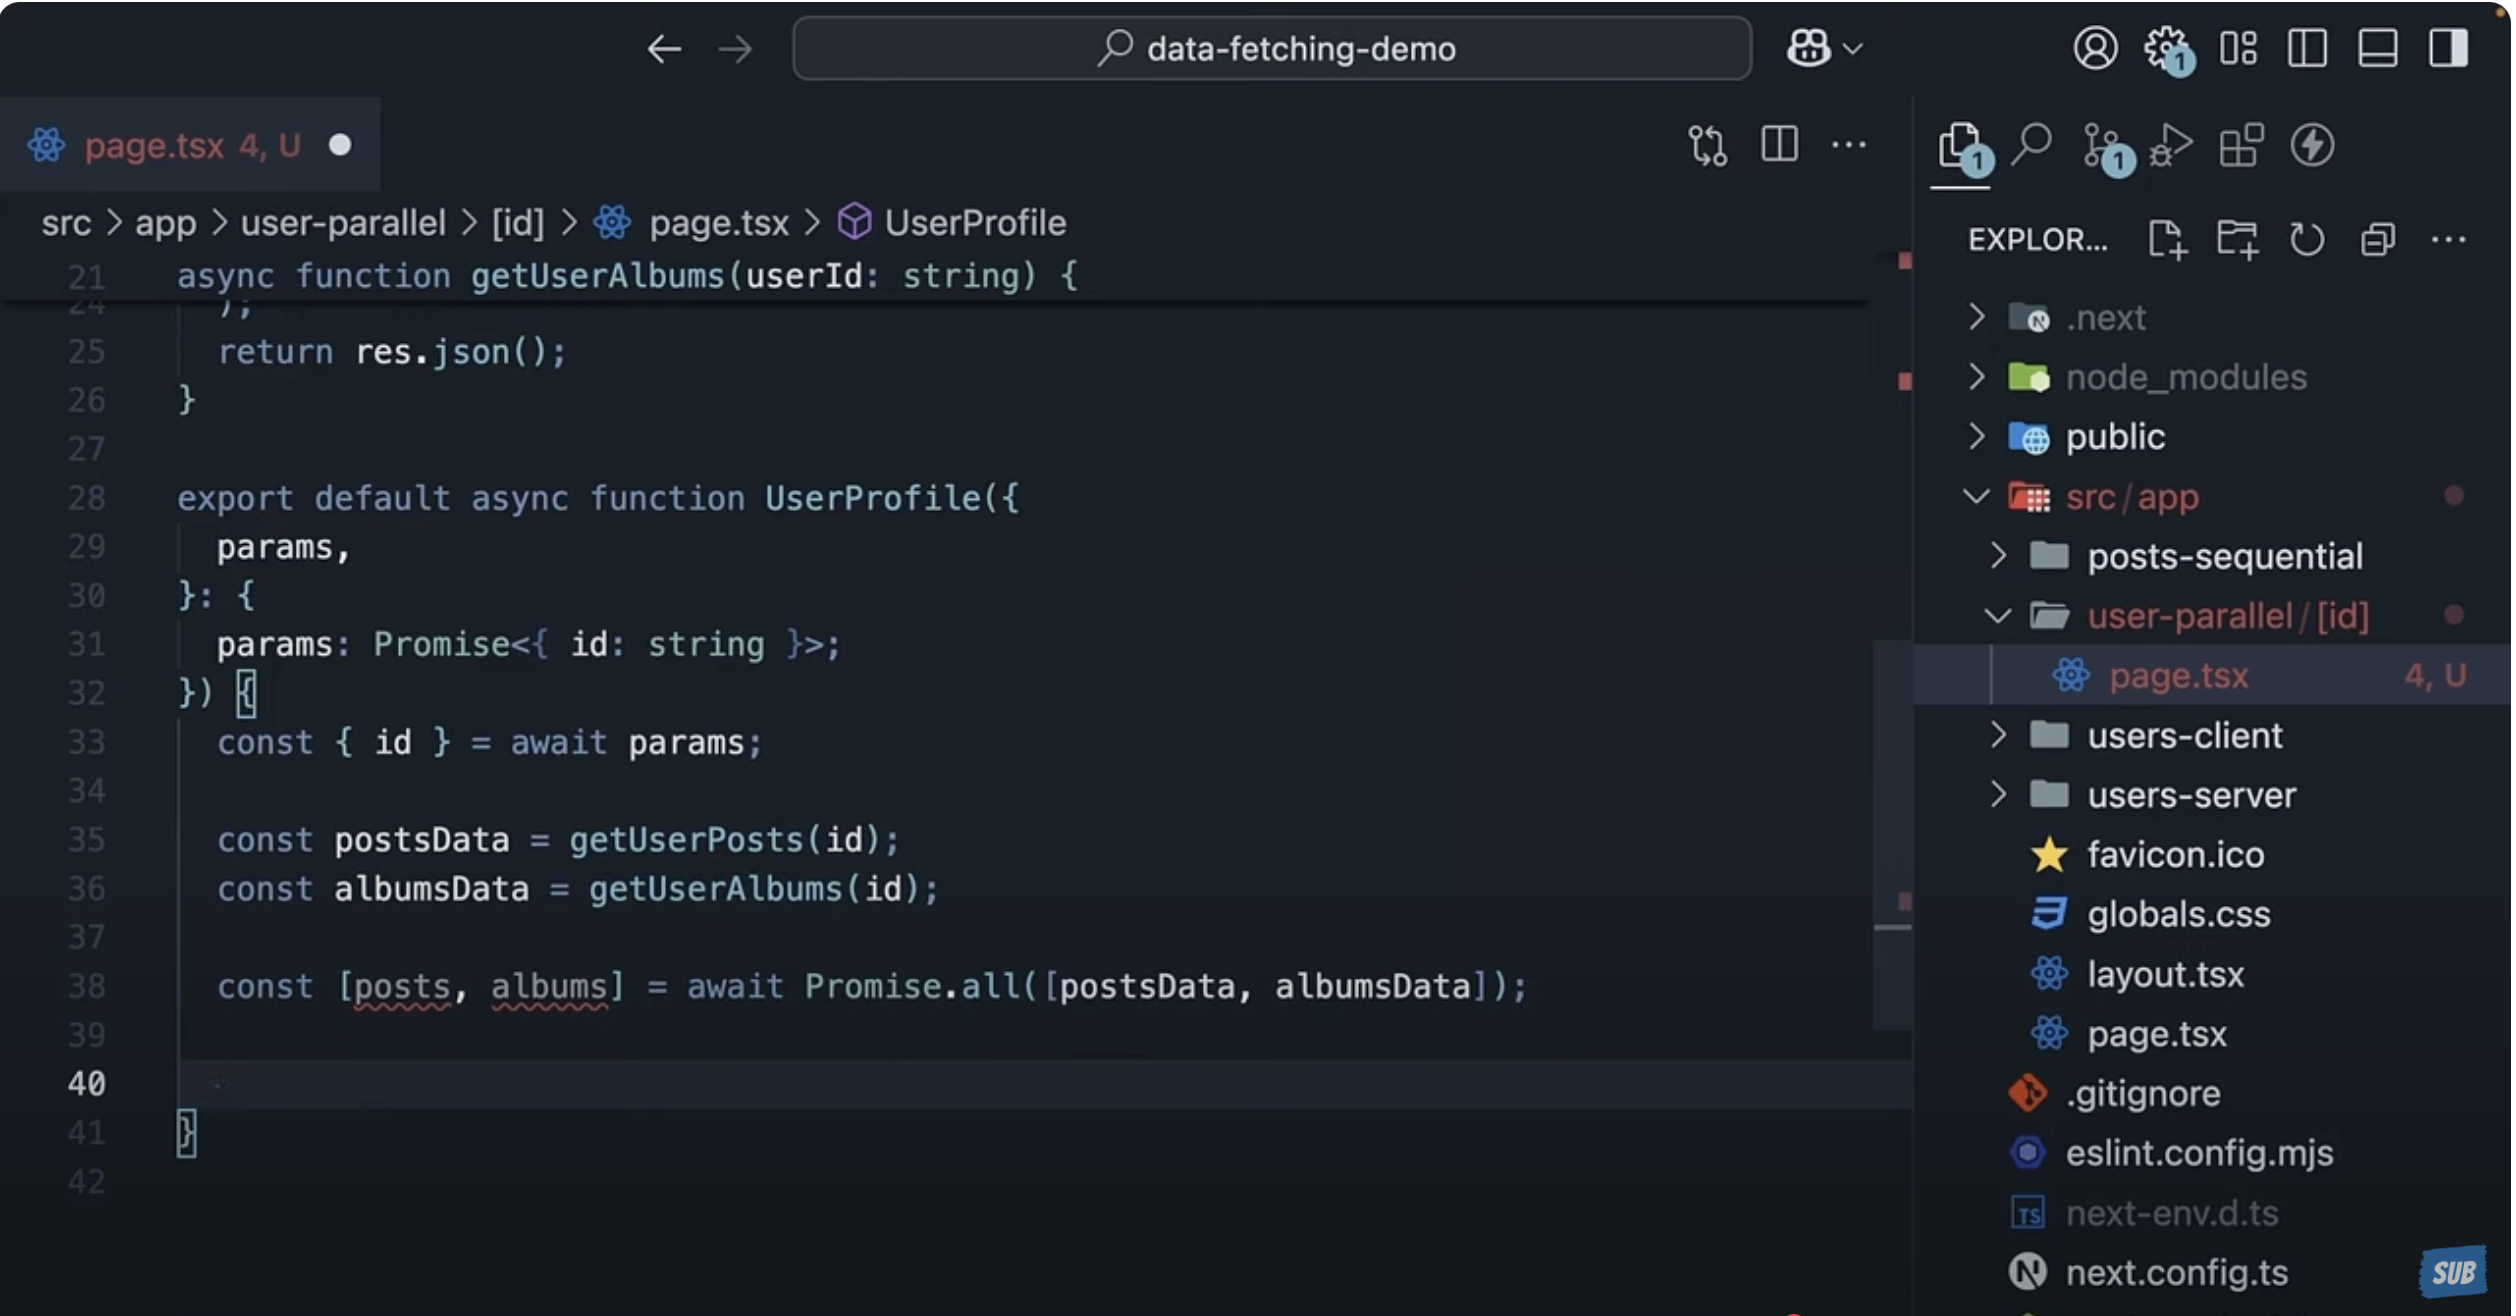 data-fetching-demo
1
page.tsx 4, U
1
1
src > app > user-parallel > [id] > page.tsx > UserProfile
EXPLOR...
21 async function getUserAlbums(userId: string) {
24 );
25 return res.json();
26 }
27
28 export default async function UserProfile({
29 params,
30 }: {
31 params: Promise<{ id: string }>;
32 }) {
33 const { id } = await params;
34
35 const postsData = getUserPosts(id);
36 const albumsData = getUserAlbums(id);
37
38 const [posts, albums] = await Promise.all([postsData, albumsData]);
39
40
41 }
42
.next
node_modules
public
src/app
posts-sequential
user-parallel/[id]
page.tsx 4, U
users-client
users-server
favicon.ico
globals.css
layout.tsx
page.tsx
.gitignore
eslint.config.mjs
TS next-env.d.ts
N next.config.ts
SUB